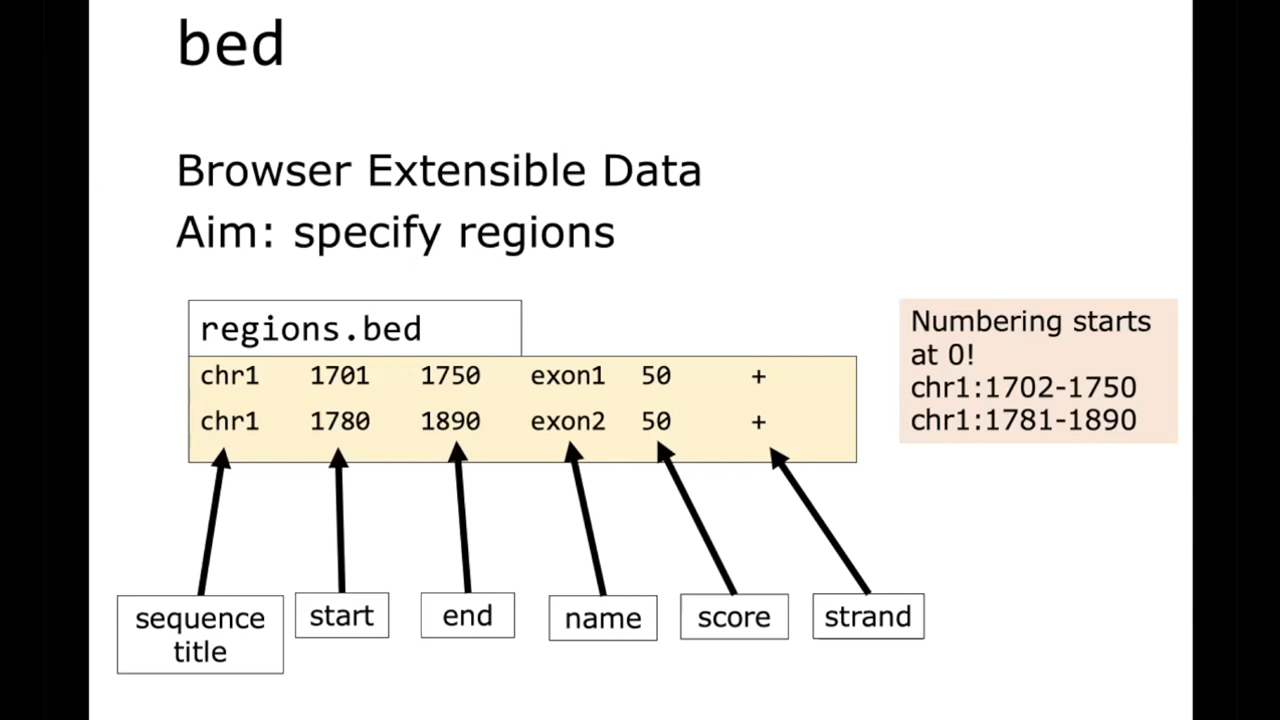 bed
Browser Extensible Data
Aim: specify regions
regions.bed
chr1 1701 1750 exon1 50 +
chr1 1780 1890 exon2 50 +
Numbering starts
at 0!
chr1:1702-1750
chr1:1781-1890
sequence
title
start
end
name
score
strand